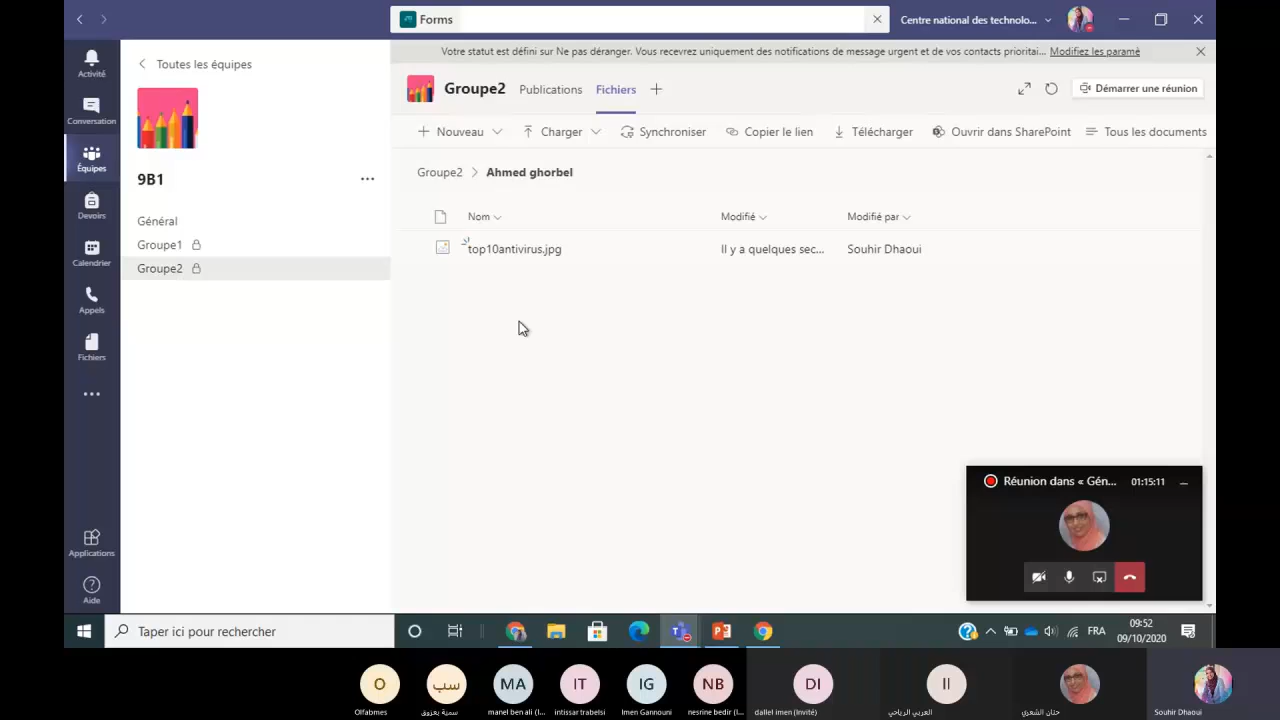 Forms
Centre national des technolo...
Votre statut est défini sur Ne pas déranger. Vous recevrez uniquement des notifications de message urgent et de vos contacts prioritai... Modifiez les paramè
Activité
Conversation
Équipes
Devoirs
Calendrier
Appels
Fichiers
Applications
Aide
Toutes les équipes
9B1
Général
Groupe1
Groupe2
Groupe2 Publications Fichiers
Démarrer une réunion
Nouveau Charger Synchroniser Copier le lien Télécharger Ouvrir dans SharePoint Tous les documents
Groupe2 > Ahmed ghorbel
Nom Modifié Modifié par
top10antivirus.jpg Il y a quelques sec... Souhir Dhaoui
Réunion dans « Gén... 01:15:11
Taper ici pour rechercher
FRA
09:52
09/10/2020
O
سب
MA
IT
IG
NB
DI
II
Olfabmes
سمية بعزوق
manel ben ali (I...
intissar trabelsi
Imen Gannouni
nesrine bedir (I...
dallel imen (Invité)
العربي الرياحي
حنان الشعري
Souhir Dhaoui